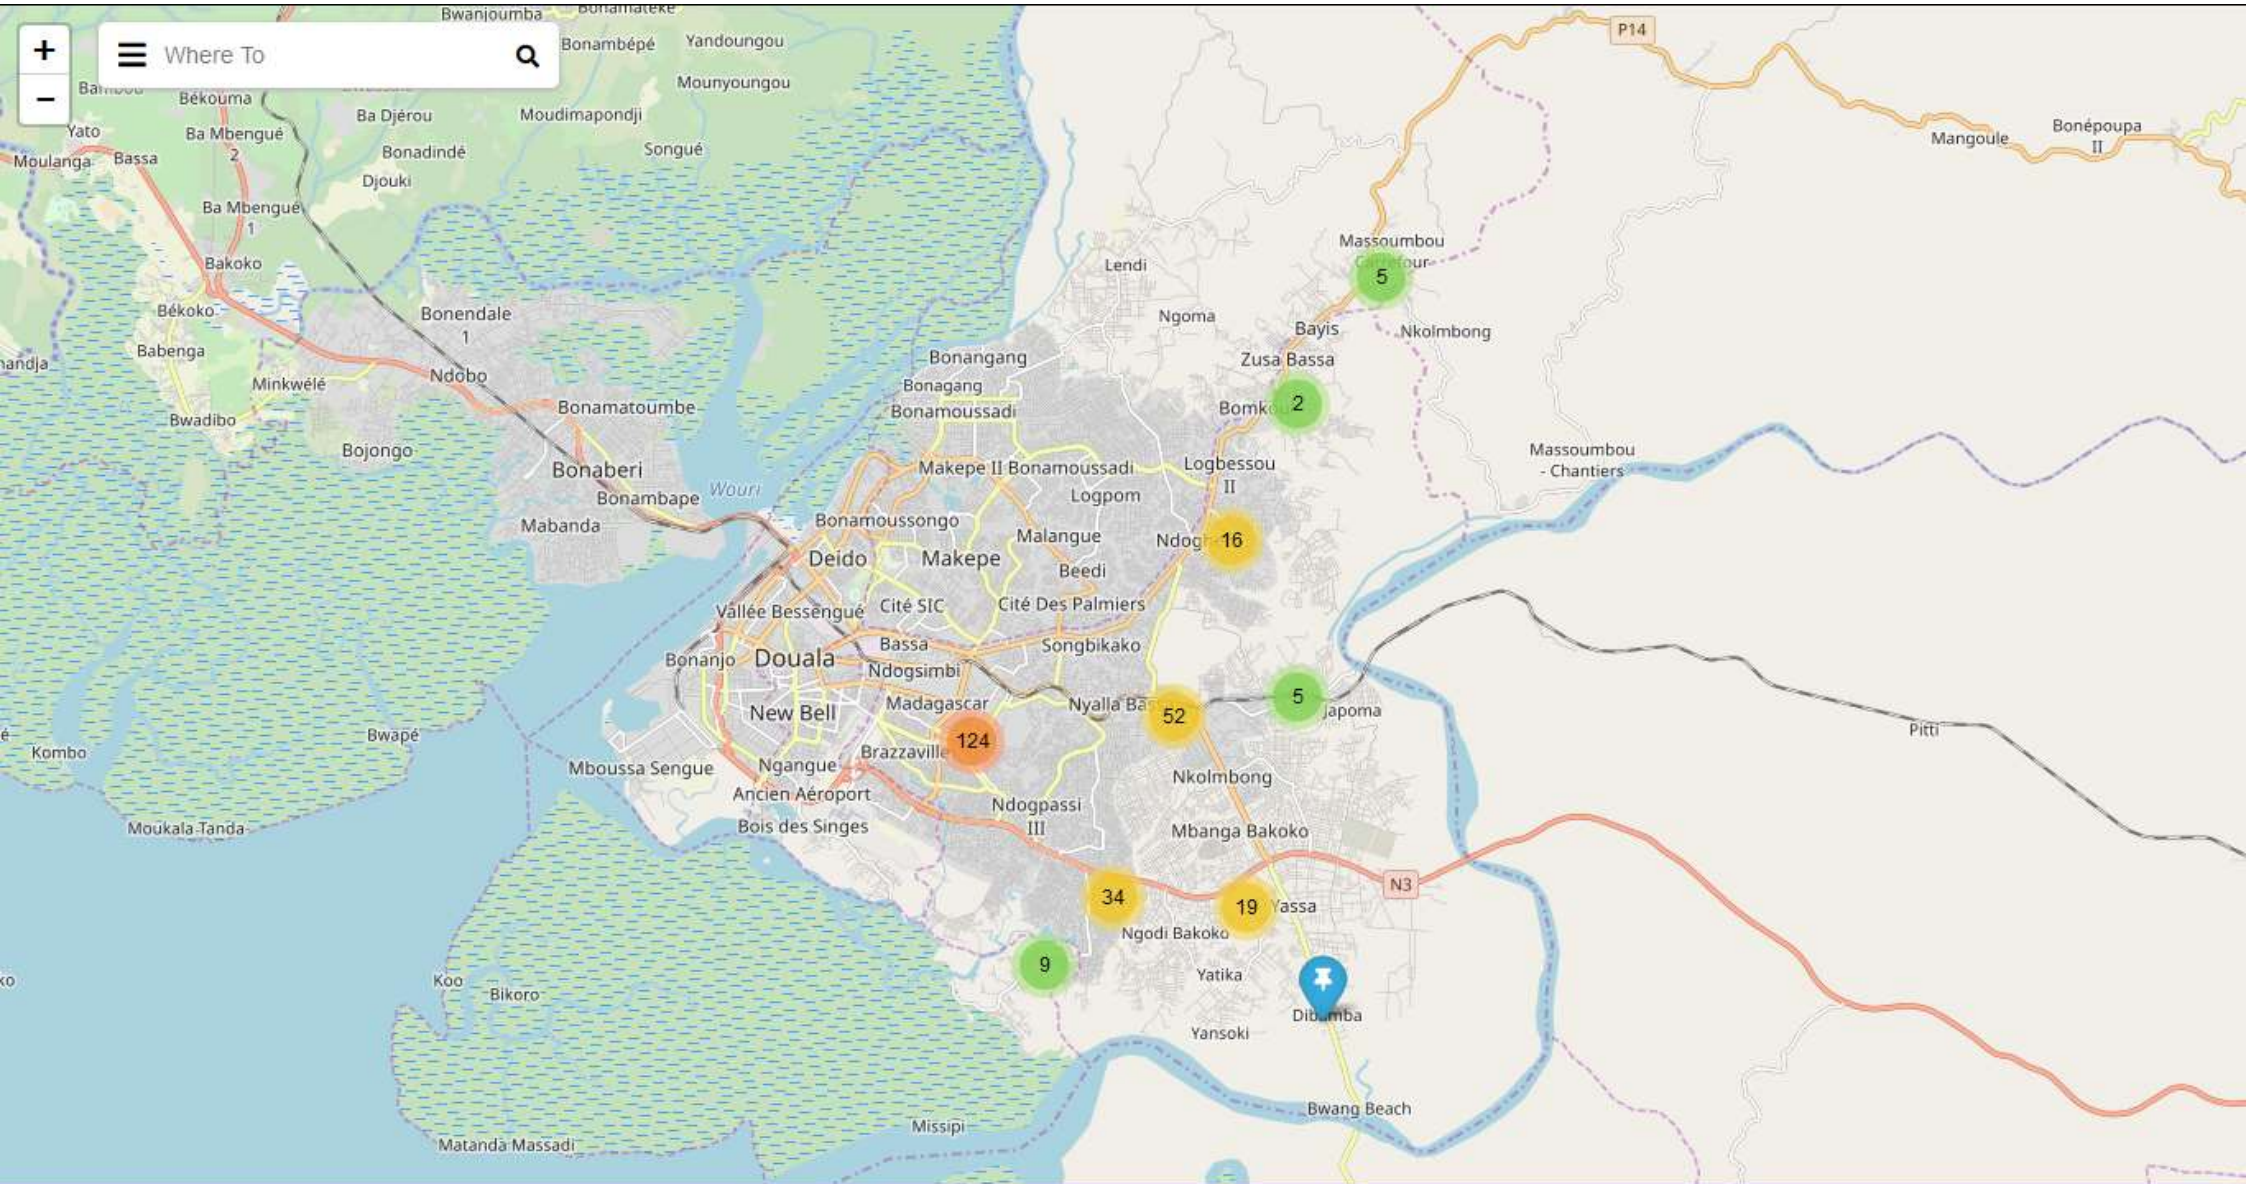 Bwanjoumba
Bonamateke
+
Where To
Bonambépé
Yandoungou
P14
Mounyoungou
−
Békouma
Ba Djérou
Moudimapondji
Yato
Ba Mbengué
2
Bonépoupa
II
Mangoule
Moulanga
Bassa
Bonadindé
Songué
Djouki
Ba Mbengué
1
Massoumbou
Carrefour
5
Bakoko
Lendi
Békoko
Bonendale
1
Ngoma
Bayis
Nkolmbong
Babenga
Bonangang
Zusa Bassa
Ndobo
Minkwélé
Bonagang
Bonamatoumbe
Bonamoussadi
2
Bwadibo
Bojongo
Massoumbou
- Chantiers
Bonaberi
Makepe II
Bonamoussadi
Logbessou
II
Wouri
Bonambape
Logpom
Mabanda
Bonamoussongo
Malangue
16
Deido
Makepe
Beedi
Vallée Bessengue
Cité SIC
Cité Des Palmiers
Bassa
Songbikako
Bonanjo
Douala
Ndogsimbi
Madagascar
5
Japoma
New Bell
52
Pitti
Bwapé
124
Kombo
Brazzaville
Mboussa Sengue
Ngangue
Nkolmbong
Ancien Aéroport
Ndogpassi
III
Moukala-Tanda
Bois des Singes
Mbanga Bakoko
N3
34
19
Yassa
Ngodi Bakoko
9
Yatika
Koo
Bikoro
Dibamba
Yansoki
Bwang Beach
Missipi
Matanda Massadi